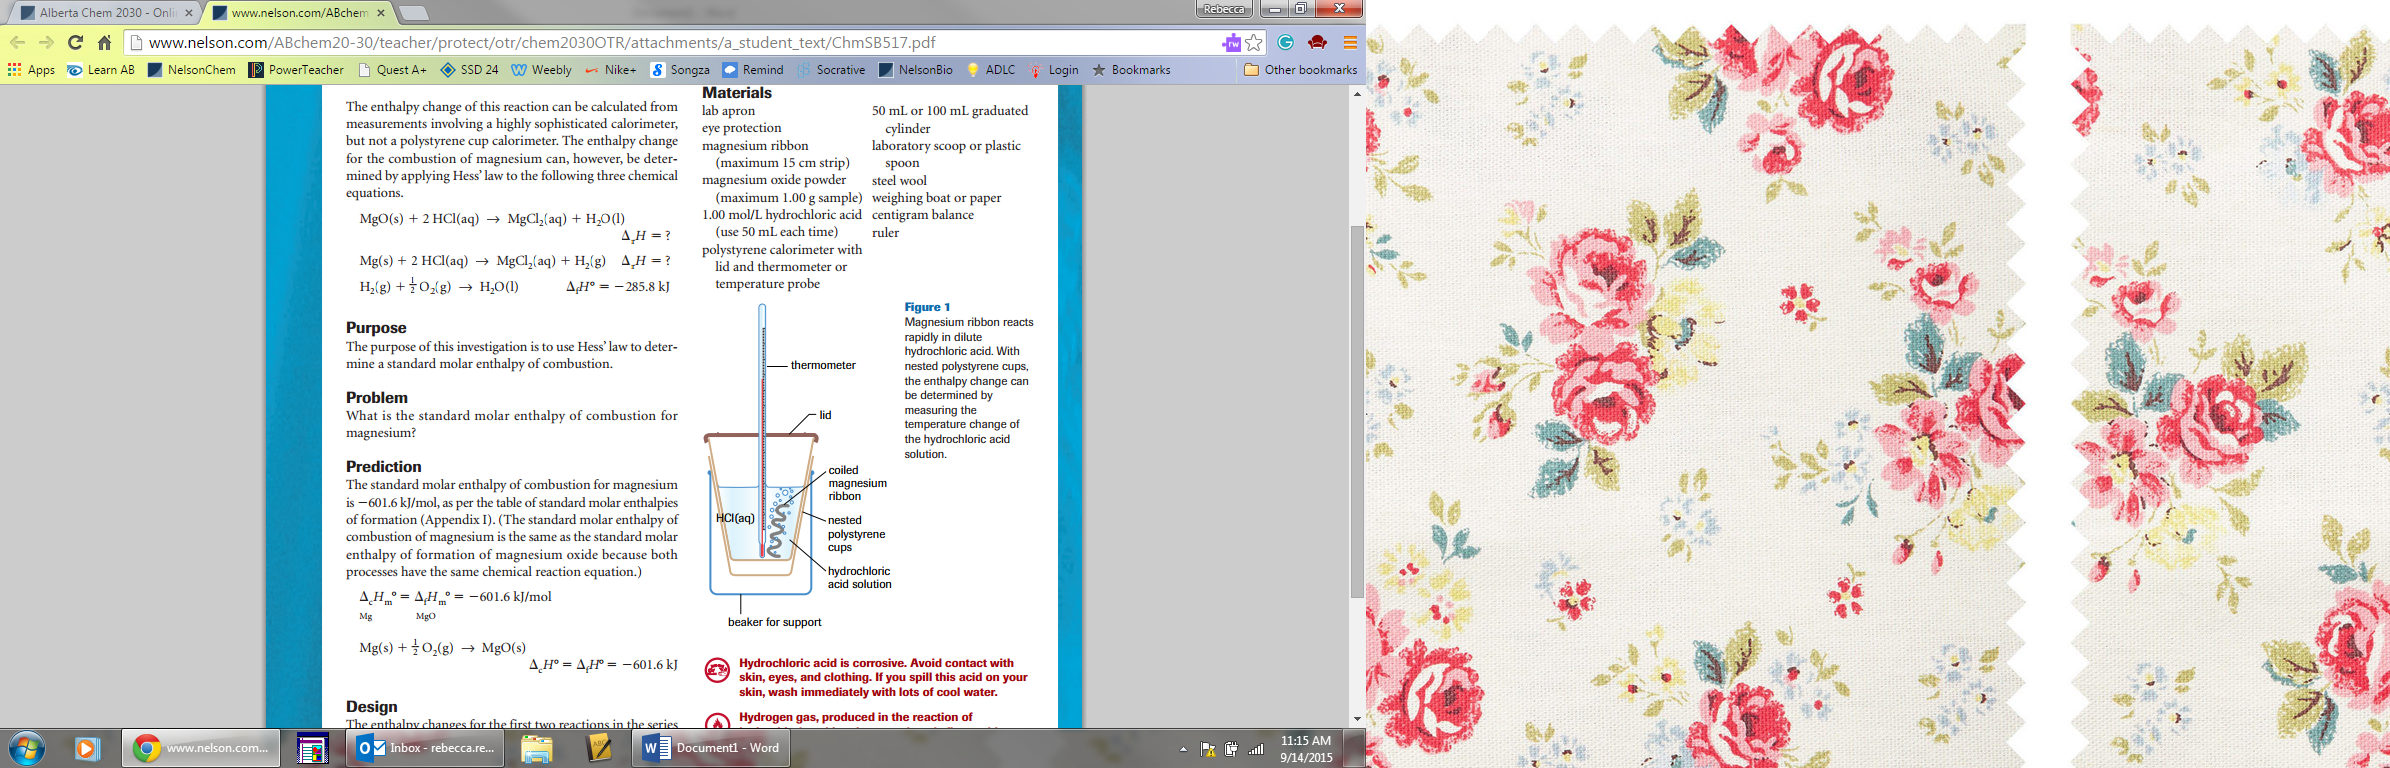 Alberta Chem 2030 - Onli
www.nelson.com/ABchem
Rebecca
www.nelson.com/ABchem20-30/teacher/protect/otr/chem2030OTR/attachments/a_student_text/ChmSB517.pdf
Apps Learn AB NelsonChem PowerTeacher Quest A+ SSD 24 Weebly Nike+ Songza Remind Socrative NelsonBio ADLC Login Bookmarks Other bookmarks
The enthalpy change of this reaction can be calculated from
measurements involving a highly sophisticated calorimeter,
but not a polystyrene cup calorimeter. The enthalpy change
for the combustion of magnesium can, however, be deter-
mined by applying Hess' law to the following three chemical
equations.
MgO(s) + 2 HCl(aq) → MgCl₂(aq) + H₂O(l)
ΔᵣH = ?
Mg(s) + 2 HCl(aq) → MgCl₂(aq) + H₂(g) ΔᵣH = ?
H₂(g) + ½ O₂(g) → H₂O(l) ΔfH° = −285.8 kJ
Purpose
The purpose of this investigation is to use Hess' law to deter-
mine a standard molar enthalpy of combustion.
Problem
What is the standard molar enthalpy of combustion for
magnesium?
Prediction
The standard molar enthalpy of combustion for magnesium
is −601.6 kJ/mol, as per the table of standard molar enthalpies
of formation (Appendix I). (The standard molar enthalpy of
combustion of magnesium is the same as the standard molar
enthalpy of formation of magnesium oxide because both
processes have the same chemical reaction equation.)
ΔcHm° = ΔfHm° = −601.6 kJ/mol
Mg MgO
Mg(s) + ½ O₂(g) → MgO(s)
ΔcH° = ΔfH° = −601.6 kJ
Design
The enthalpy changes for the first two reactions in the series
Materials
lab apron
eye protection
magnesium ribbon
(maximum 15 cm strip)
magnesium oxide powder
(maximum 1.00 g sample)
1.00 mol/L hydrochloric acid
(use 50 mL each time)
polystyrene calorimeter with
lid and thermometer or
temperature probe
50 mL or 100 mL graduated
cylinder
laboratory scoop or plastic
spoon
steel wool
weighing boat or paper
centigram balance
ruler
Figure 1
Magnesium ribbon reacts
rapidly in dilute
hydrochloric acid. With
nested polystyrene cups,
the enthalpy change can
be determined by
measuring the
temperature change of
the hydrochloric acid
solution.
thermometer
lid
coiled
magnesium
ribbon
HCl(aq)
nested
polystyrene
cups
hydrochloric
acid solution
beaker for support
Hydrochloric acid is corrosive. Avoid contact with
skin, eyes, and clothing. If you spill this acid on your
skin, wash immediately with lots of cool water.
Hydrogen gas, produced in the reaction of
www.nelson.com...
Inbox - rebecca.re...
Document1 - Word
11:15 AM
9/14/2015